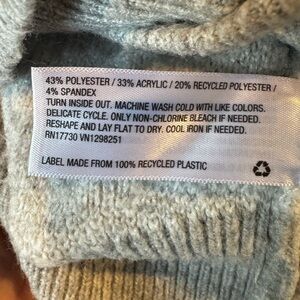 43% POLYESTER / 33% ACRYLIC / 20% RECYCLED POLYESTER /
4% SPANDEX
TURN INSIDE OUT. MACHINE WASH COLD WITH LIKE COLORS.
DELICATE CYCLE. ONLY NON-CHLORINE BLEACH IF NEEDED.
RESHAPE AND LAY FLAT TO DRY. COOL IRON IF NEEDED.
RN17730 VN1298251
LABEL MADE FROM 100% RECYCLED PLASTIC